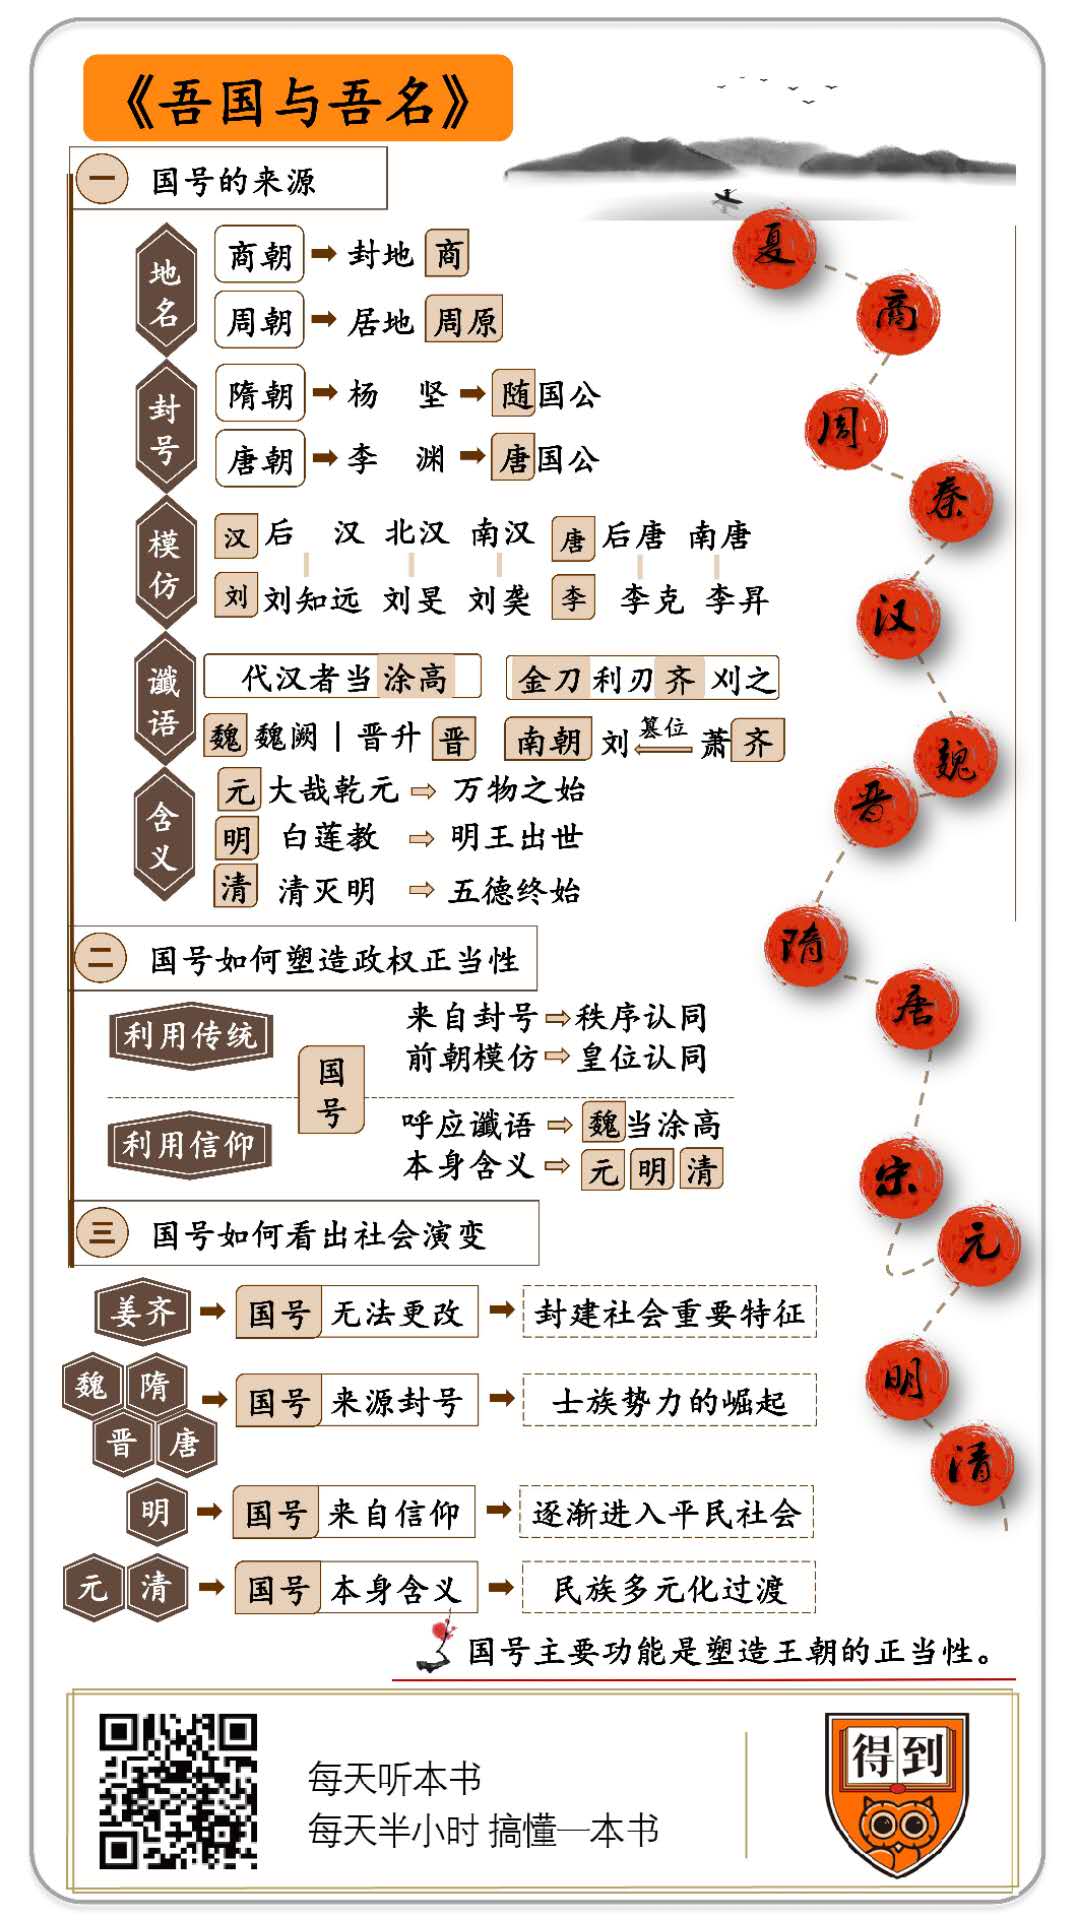 《吾国与吾名》
一 国号的来源
地名
商朝 封地 商
周朝 居地 周原
封号
隋朝 杨 坚 随国公
唐朝 李 渊 唐国公
模仿
汉 后 汉 北汉 南汉 唐 后唐 南唐
刘 刘知远 刘旻 刘䶮 李 李克 李昇
谶语
代汉者当涂高 金刀利刃齐刈之
魏 魏阙｜晋升 晋 南朝 刘 篡位 萧齐
含义
元 大哉乾元 万物之始
明 白莲教 明王出世
清 清灭明 五德终始
二 国号如何塑造政权正当性
利用传统
国号
来自封号 秩序认同
前朝模仿 皇位认同
利用信仰
呼应谶语 魏当涂高
本身含义 元 明 清
三 国号如何看出社会演变
姜齐 国号 无法更改 封建社会重要特征
魏 隋 晋 唐 国号 来源封号 士族势力的崛起
明 国号 来自信仰 逐渐进入平民社会
元 清 国号 本身含义 民族多元化过渡
国号主要功能是塑造王朝的正当性。
夏
商
周
秦
汉
魏
晋
隋
唐
宋
元
明
清
每天听本书
每天半小时 搞懂一本书
得到